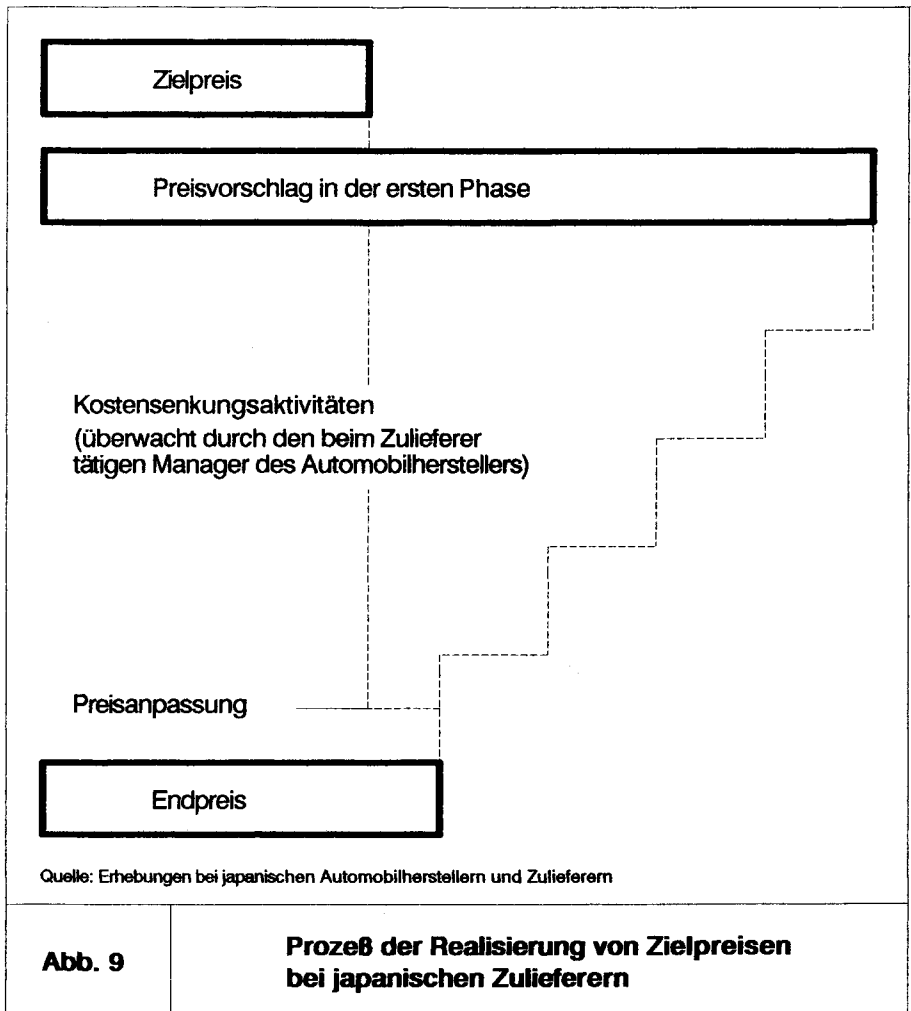 Zielpreis
Preisvorschlag in der ersten Phase
Kostensenkungsaktivitäten
(überwacht durch den beim Zulieferer
tätigen Manager des Automobilherstellers)
Preisanpassung
Endpreis
Quelle: Erhebungen bei japanischen Automobilherstellern und Zulieferern
Abb. 9
Prozeß der Realisierung von Zielpreisen
bei japanischen Zulieferern